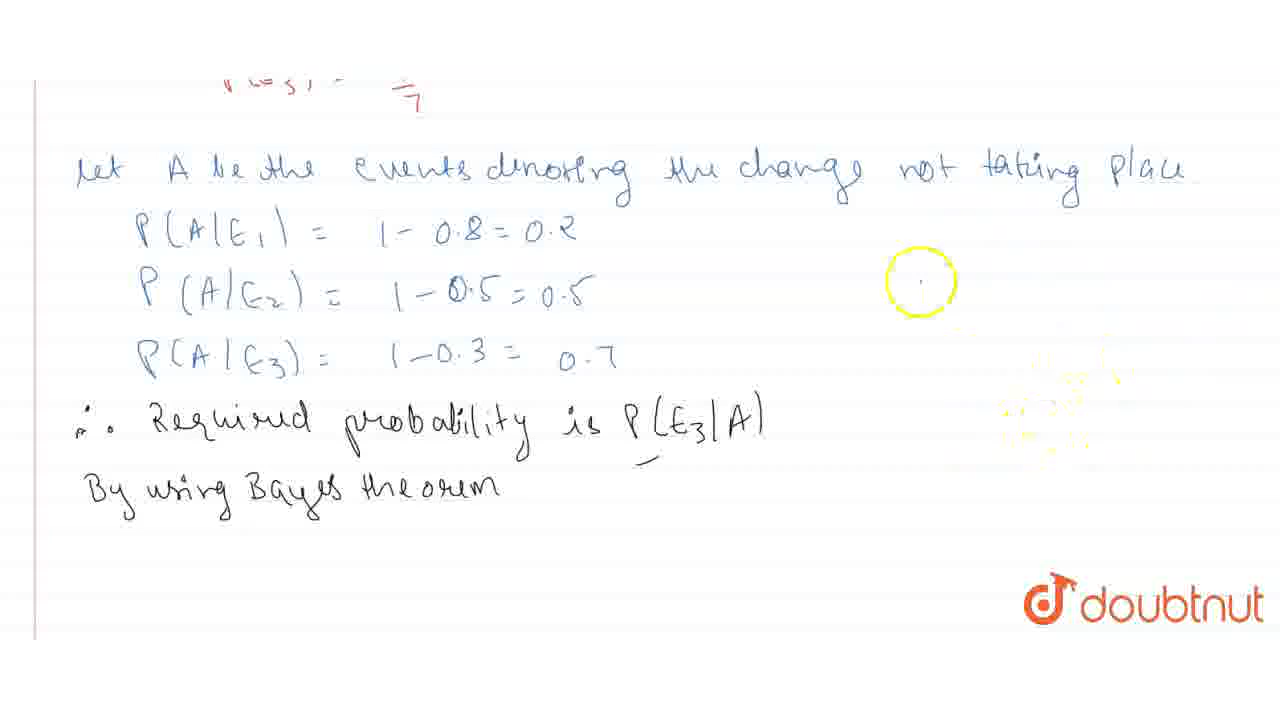 7
Let A be the events denoting the change not taking place
P(A|E1) = 1 - 0.8 = 0.2
P(A|E2) = 1 - 0.5 = 0.5
P(A|E3) = 1 - 0.3 = 0.7
∴ Required probability is P(E3|A)
By using Bayes theorem
doubtnut